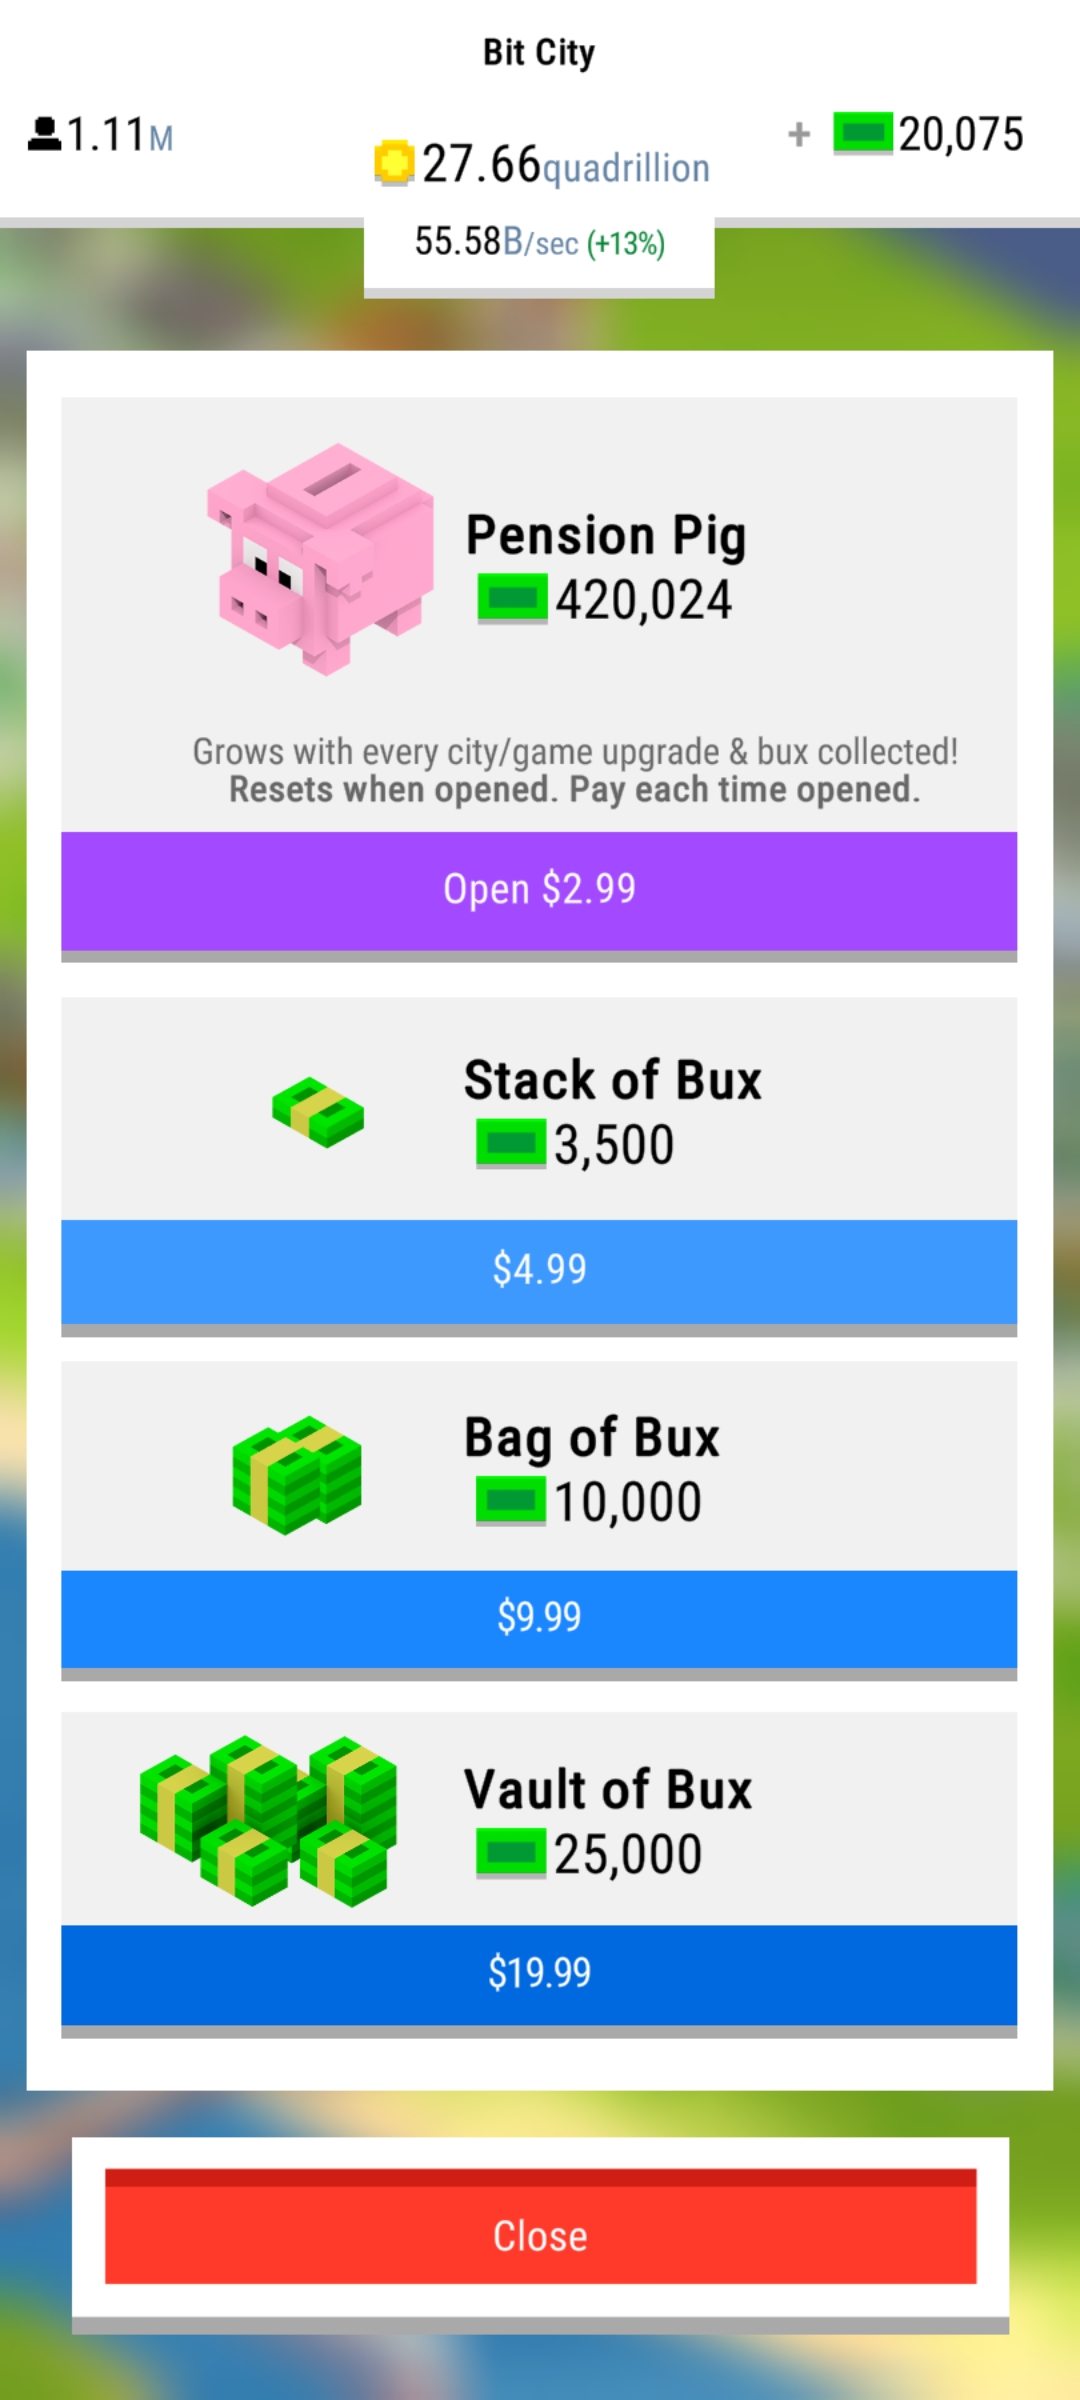 Bit City
1.11M
+ 20,075
27.66quadrillion
55.58B/sec (+13%)
Pension Pig
420,024
Grows with every city/game upgrade & bux collected!
Resets when opened. Pay each time opened.
Open $2.99
Stack of Bux
3,500
$4.99
Bag of Bux
10,000
$9.99
Vault of Bux
25,000
$19.99
Close